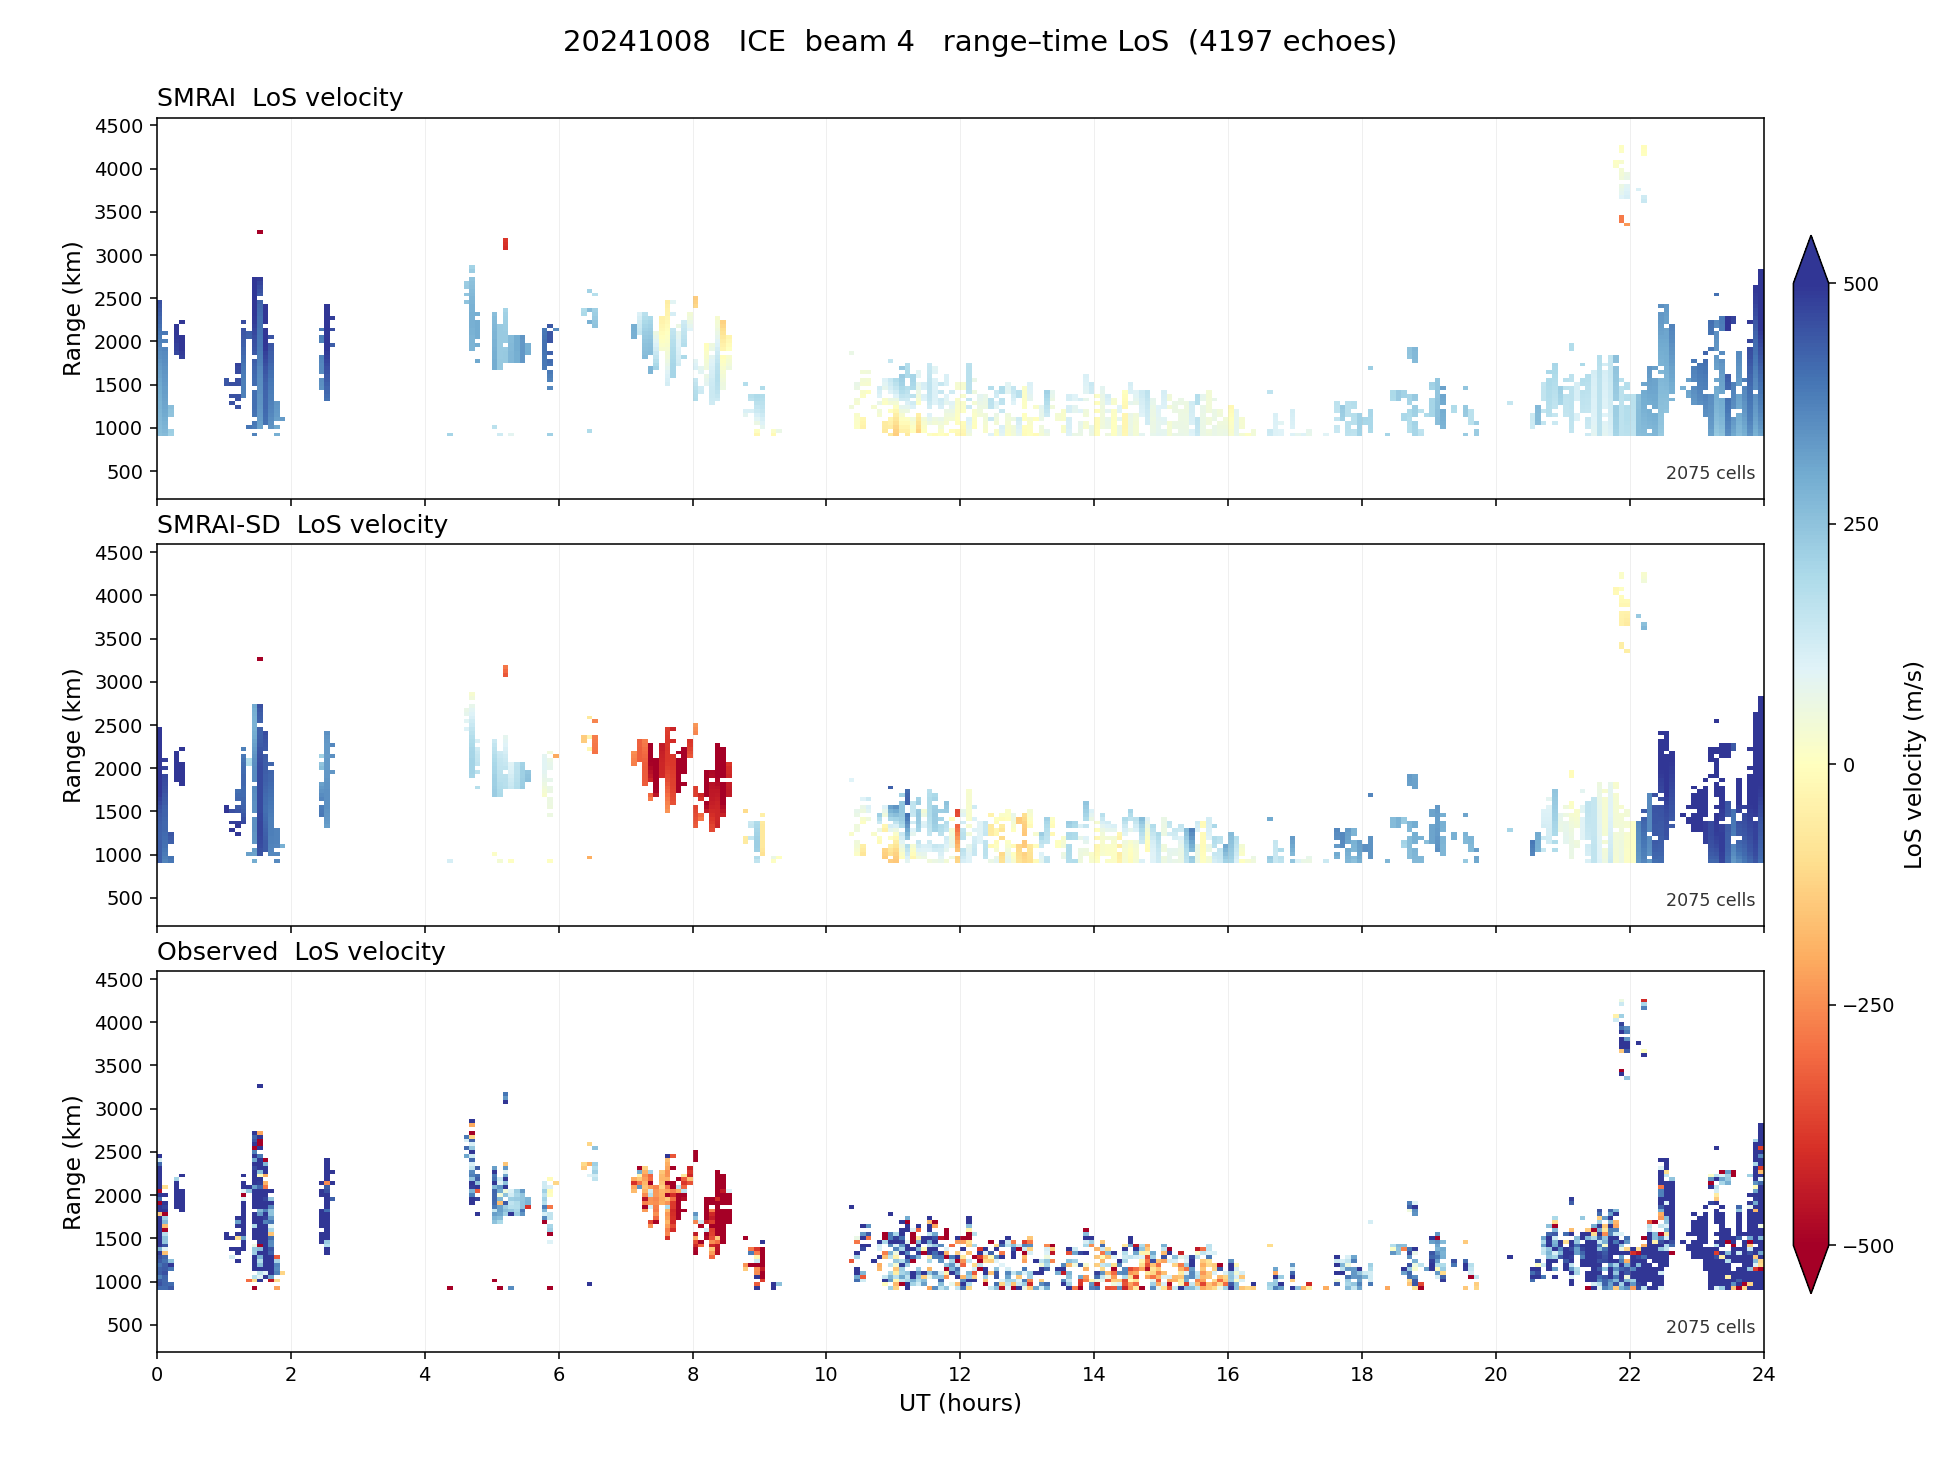 20241008   ICE  beam 4   range–time LoS  (4197 echoes)
SMRAI  LoS velocity
4500
4000
3500
3000
2500
2000
1500
1000
500
Range (km)
2075 cells
SMRAI-SD  LoS velocity
4500
4000
3500
3000
2500
2000
1500
1000
500
Range (km)
2075 cells
Observed  LoS velocity
4500
4000
3500
3000
2500
2000
1500
1000
500
Range (km)
2075 cells
0 2 4 6 8 10 12 14 16 18 20 22 24
UT (hours)
500
250
0
−250
−500
LoS velocity (m/s)